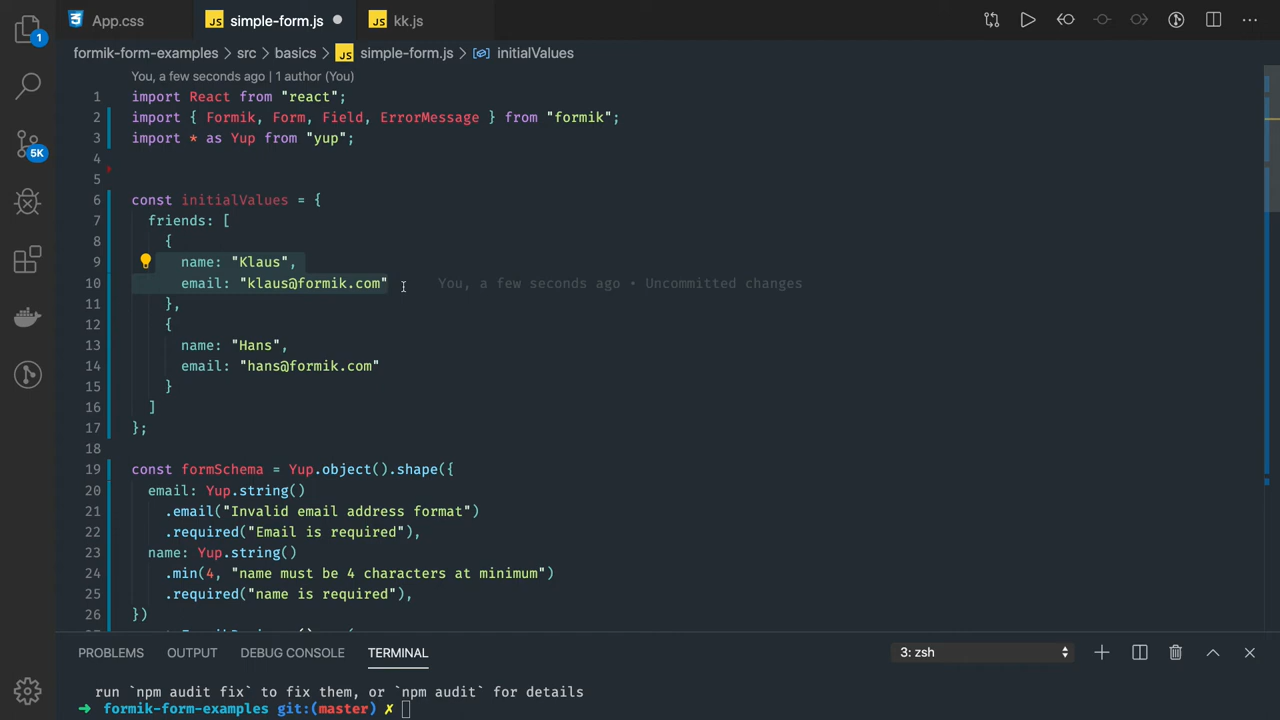 App.css
JS simple-form.js
JS kk.js
formik-form-examples > src > basics > JS simple-form.js > initialValues
You, a few seconds ago | 1 author (You)
1 import React from "react";
2 import { Formik, Form, Field, ErrorMessage } from "formik";
3 import * as Yup from "yup";
4
5
6 const initialValues = {
7 friends: [
8 {
9 name: "Klaus",
10 email: "klaus@formik.com" You, a few seconds ago • Uncommitted changes
11 },
12 {
13 name: "Hans",
14 email: "hans@formik.com"
15 }
16 ]
17 };
18
19 const formSchema = Yup.object().shape({
20 email: Yup.string()
21 .email("Invalid email address format")
22 .required("Email is required"),
23 name: Yup.string()
24 .min(4, "name must be 4 characters at minimum")
25 .required("name is required"),
26 })
1
5K
PROBLEMS OUTPUT DEBUG CONSOLE TERMINAL 3: zsh
run `npm audit fix` to fix them, or `npm audit` for details
➜ formik-form-examples git:(master) ✗